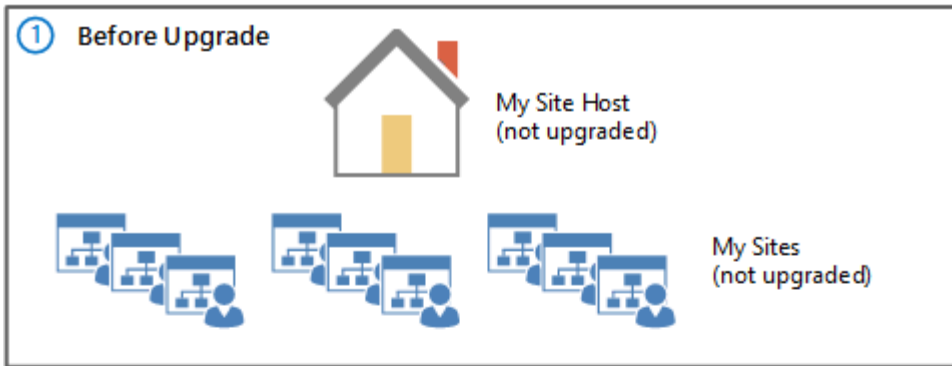 1 Before Upgrade
My Site Host
(not upgraded)
My Sites
(not upgraded)